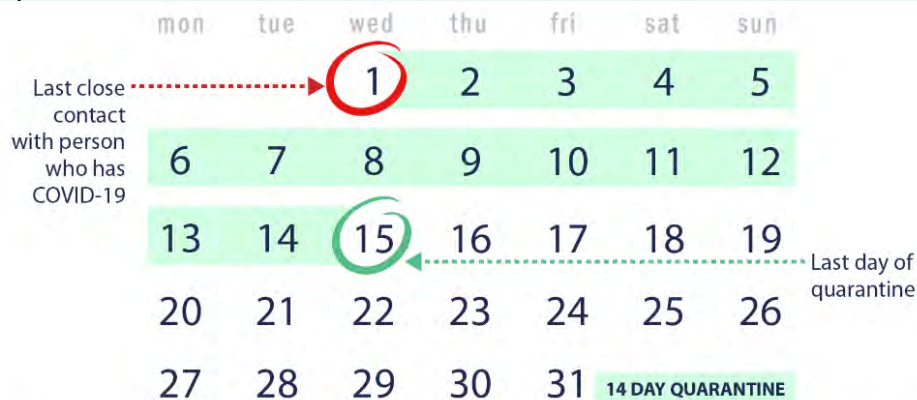 mon tue wed thu fri sat sun
1 2 3 4 5
Last close
contact
with person
who has
COVID-19
6 7 8 9 10 11 12
13 14 15 16 17 18 19
Last day of
quarantine
20 21 22 23 24 25 26
27 28 29 30 31 14 DAY QUARANTINE